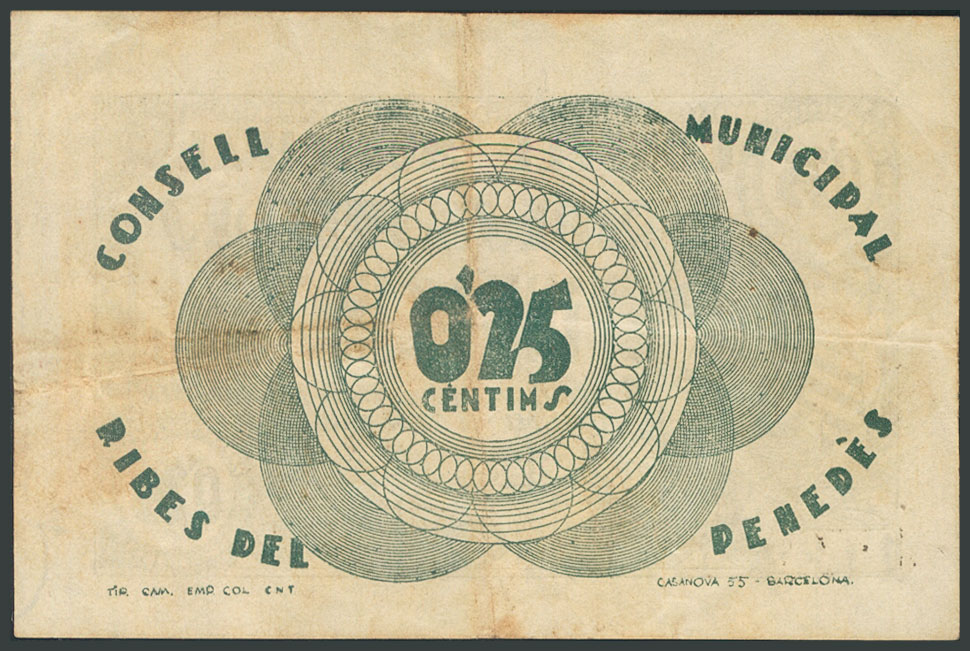 CONSELL MUNICIPAL
0'25
CÈNTIMS
RIBES DEL PENEDÈS
TIP. CAM. EMP. COL CNT
CASANOVA 55 - BARCELONA.